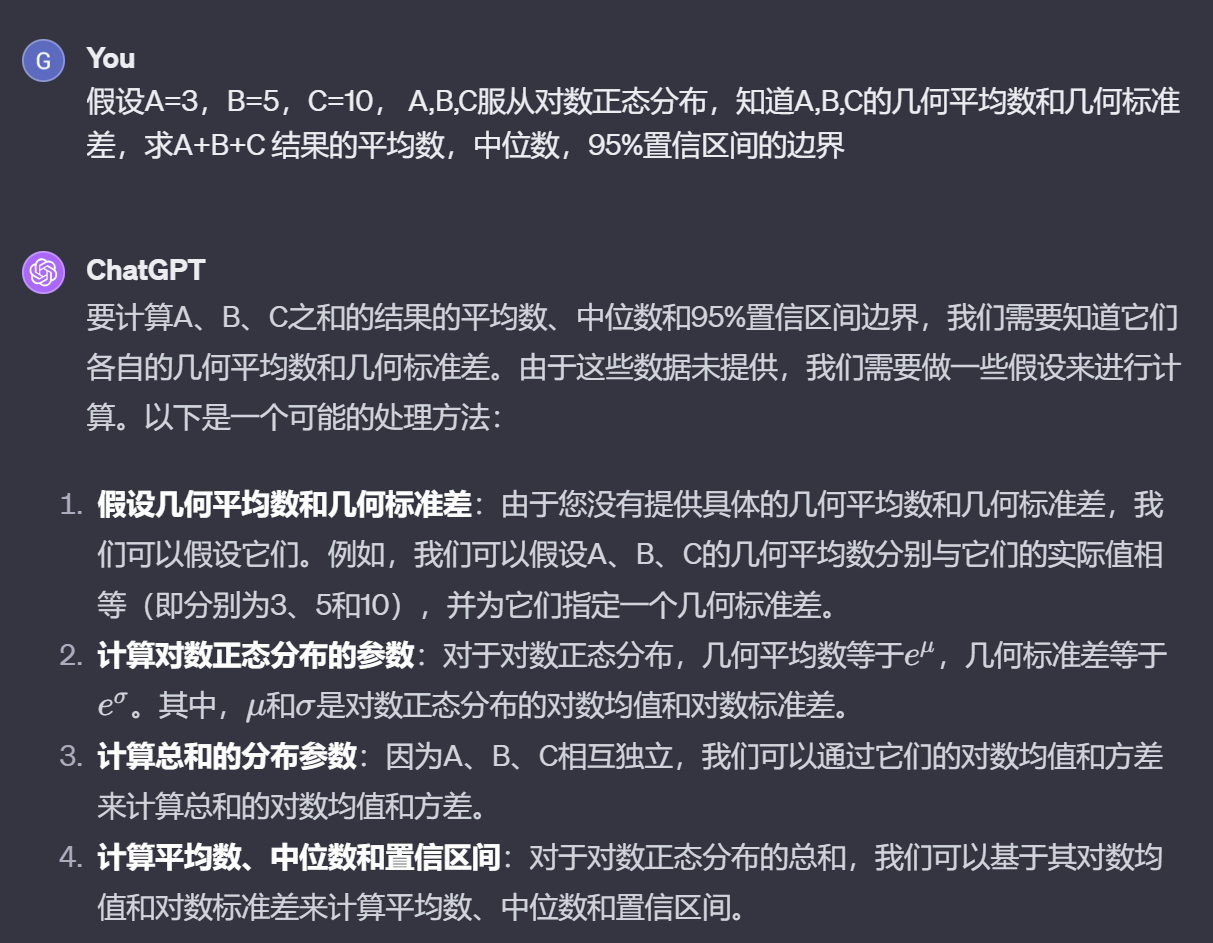 G
You
假设A=3，B=5，C=10， A,B,C服从对数正态分布，知道A,B,C的几何平均数和几何标准
差，求A+B+C 结果的平均数，中位数，95%置信区间的边界
ChatGPT
要计算A、B、C之和的结果的平均数、中位数和95%置信区间边界，我们需要知道它们
各自的几何平均数和几何标准差。由于这些数据未提供，我们需要做一些假设来进行计
算。以下是一个可能的处理方法：
1. 假设几何平均数和几何标准差：由于您没有提供具体的几何平均数和几何标准差，我
们可以假设它们。例如，我们可以假设A、B、C的几何平均数分别与它们的实际值相
等（即分别为3、5和10），并为它们指定一个几何标准差。
2. 计算对数正态分布的参数：对于对数正态分布，几何平均数等于e^μ，几何标准差等于
e^σ。其中，μ和σ是对数正态分布的对数均值和对数标准差。
3. 计算总和的分布参数：因为A、B、C相互独立，我们可以通过它们的对数均值和方差
来计算总和的对数均值和方差。
4. 计算平均数、中位数和置信区间：对于对数正态分布的总和，我们可以基于其对数均
值和对数标准差来计算平均数、中位数和置信区间。